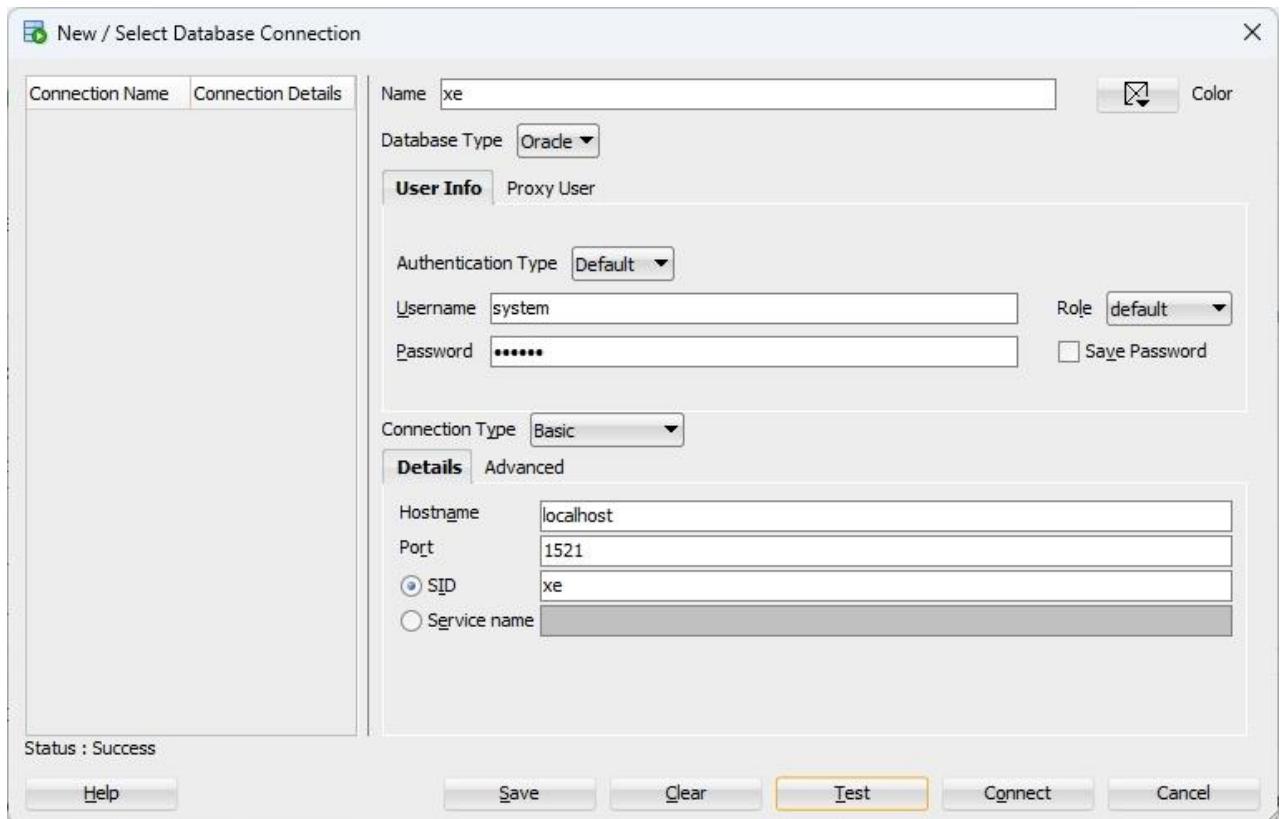 New / Select Database Connection
Connection Name Connection Details
Name xe Color
Database Type Oracle
User Info Proxy User
Authentication Type Default
Username system Role default
Password •••••• Save Password
Connection Type Basic
Details Advanced
Hostname localhost
Port 1521
SID xe
Service name
Status : Success
Help Save Clear Test Connect Cancel